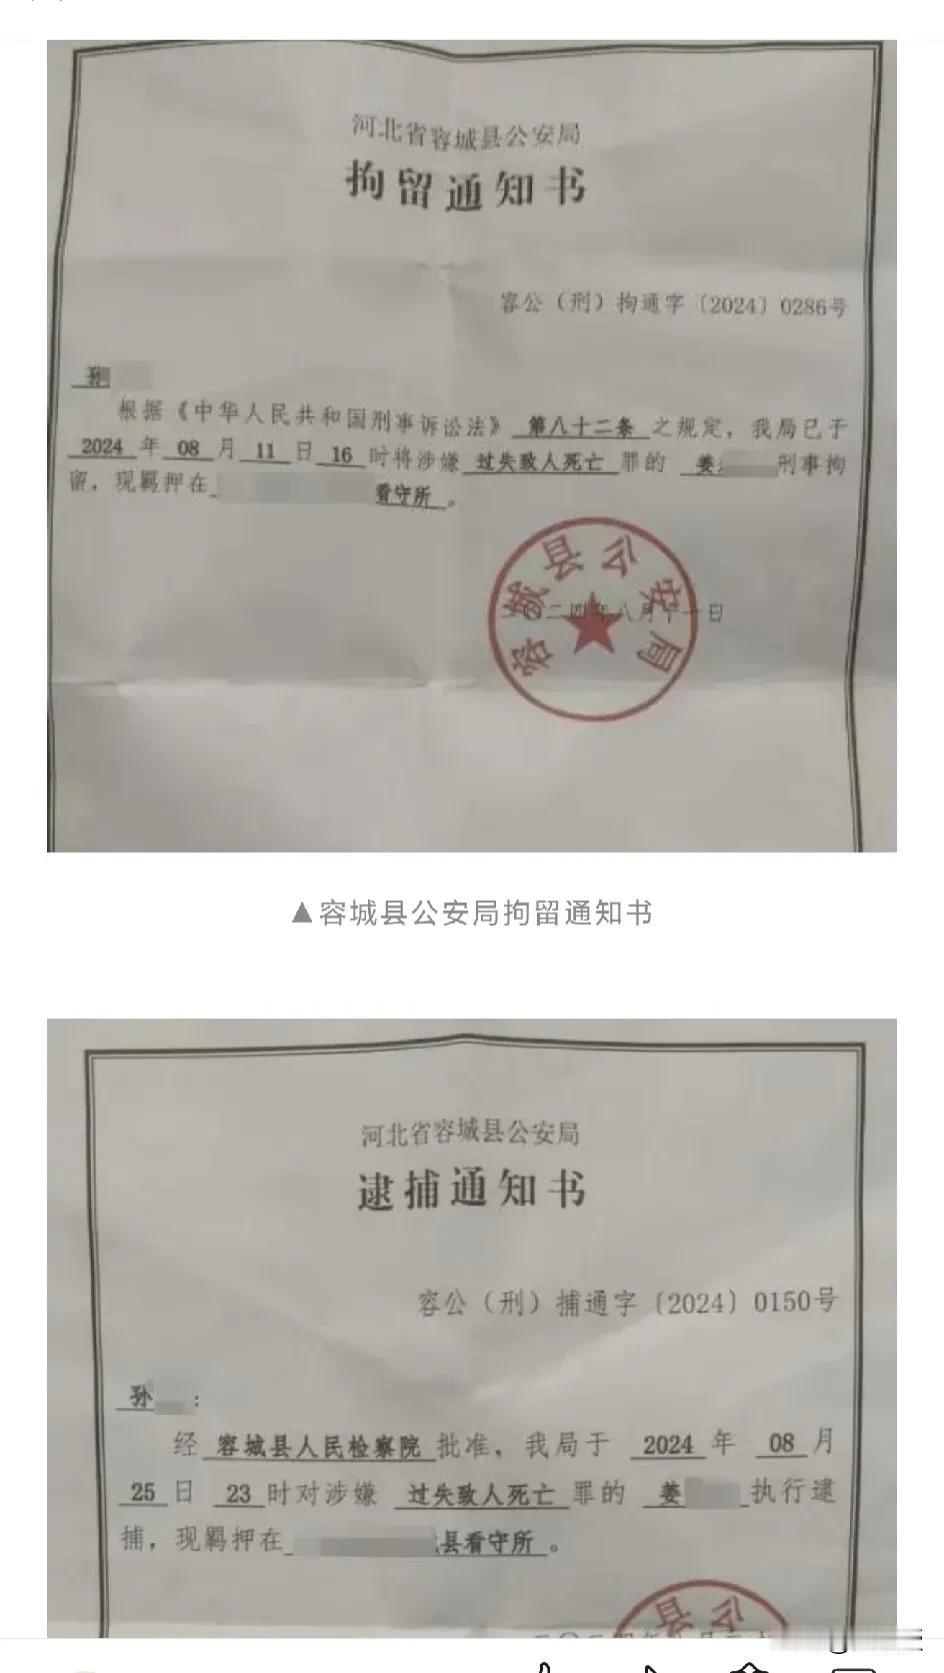 河北省容城县公安局
拘留通知书
容公（刑）拘通字〔2024〕0286号
孙
根据《中华人民共和国刑事诉讼法》 第八十二条 之规定，我局已于
2024 年 08 月 11 日 16 时将涉嫌 过失致人死亡 罪的 姜 刑事拘
留，现羁押在 看守所 。
容城县公安局
二〇二四年八月十一日
▲容城县公安局拘留通知书
河北省容城县公安局
逮捕通知书
容公（刑）捕通字〔2024〕0150号
孙 ：
经 容城县人民检察院 批准，我局于 2024 年 08 月
25 日 23 时对涉嫌 过失致人死亡 罪的 姜 执行逮
捕，现羁押在 县看守所 。
县公